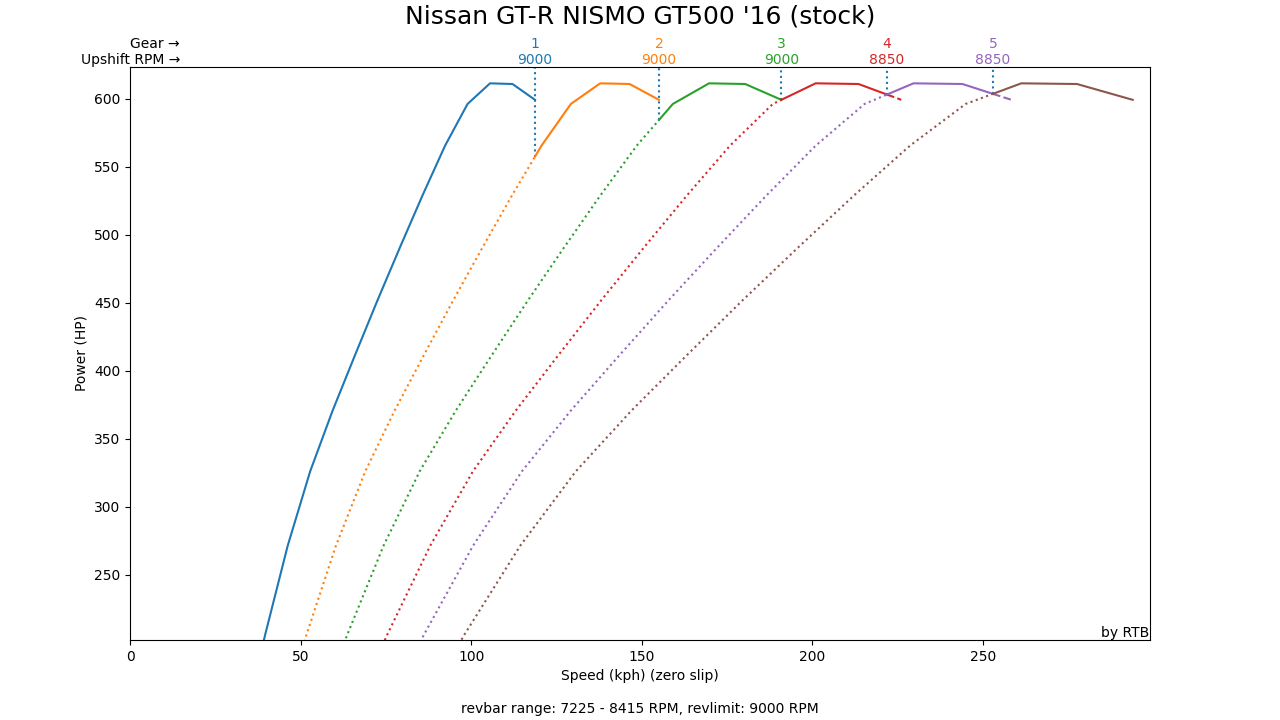 Nissan GT-R NISMO GT500 '16 (stock)
Gear → 1 2 3 4 5
Upshift RPM → 9000 9000 9000 8850 8850
600
550
500
450
400
350
300
250
Power (HP)
by RTB
0 50 100 150 200 250
Speed (kph) (zero slip)
revbar range: 7225 - 8415 RPM, revlimit: 9000 RPM